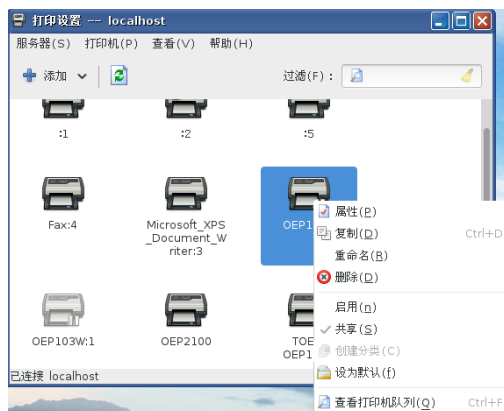 打印设置 —— localhost
服务器(S) 打印机(P) 查看(V) 帮助(H)
添加
过滤(F)：
:1 :2 :5
Fax:4
Microsoft_XPS
_Document_W
riter:3
OEP1
OEP103W:1
OEP2100
TOE
OEP1
已连接 localhost
属性(P)
复制(D) Ctrl+D
重命名(R)
删除(D)
启用(n)
共享(S)
创建分类(C)
设为默认(f)
查看打印机队列(Q) Ctrl+F